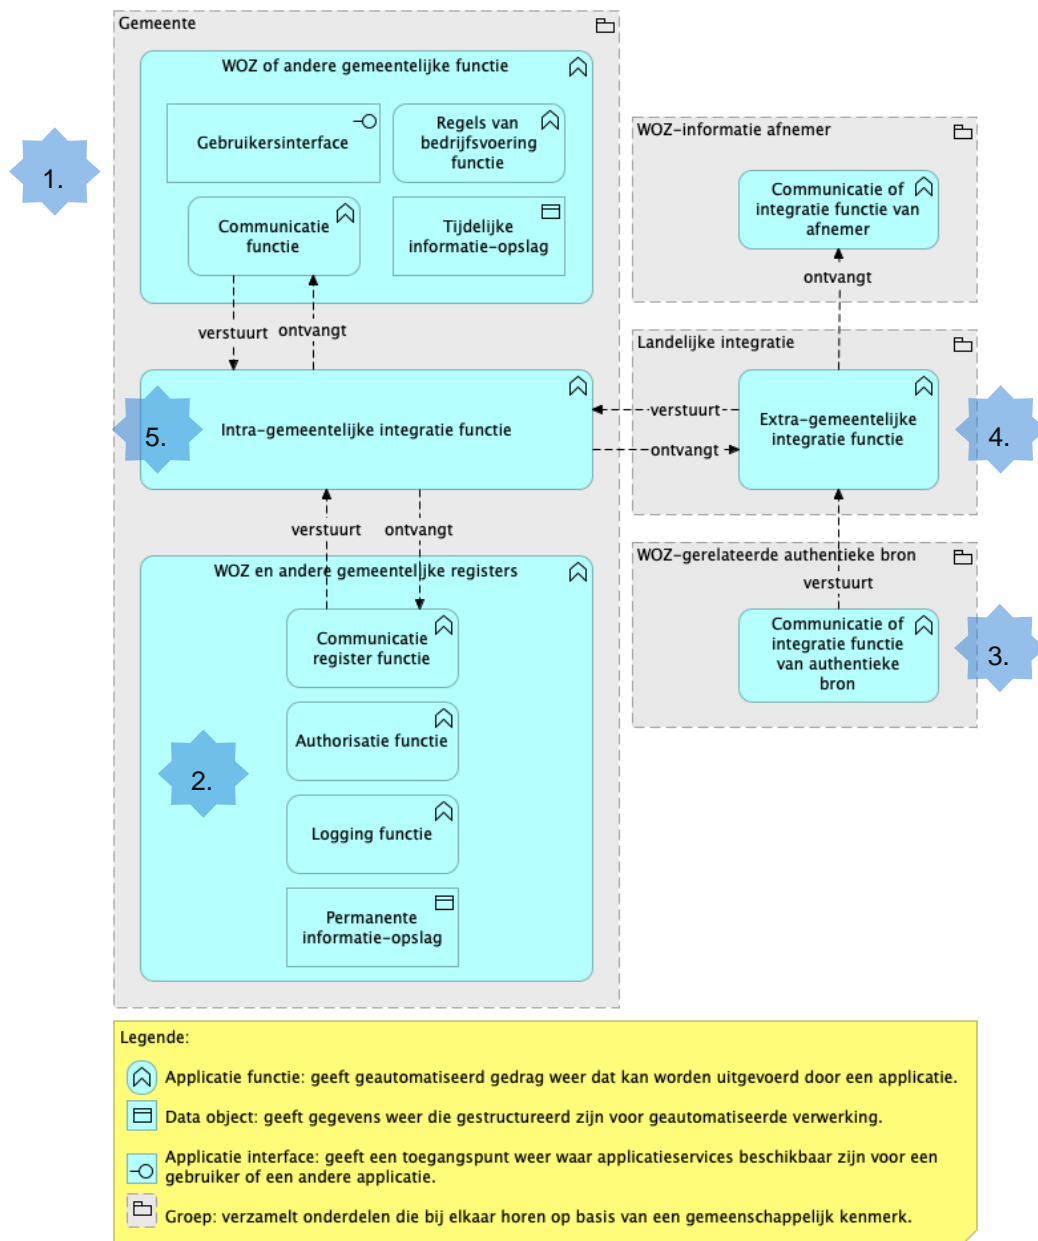 Gemeente
WOZ of andere gemeentelijke functie
Gebruikersinterface
Regels van
bedrijfsvoering
functie
Communicatie
functie
Tijdelijke
informatie-opslag
1.
verstuurt
ontvangt
WOZ-informatie afnemer
Communicatie of
integratie functie van
afnemer
ontvangt
Landelijke integratie
Intra-gemeentelijke integratie functie
5.
verstuurt
ontvangt
Extra-gemeentelijke
integratie functie
4.
verstuurt
ontvangt
WOZ-gerelateerde authentieke bron
verstuurt
Communicatie of
integratie functie
van authentieke
bron
3.
WOZ en andere gemeentelijke registers
Communicatie
register functie
Authorisatie functie
2.
Logging functie
Permanente
informatie-opslag
Legende:
Applicatie functie: geeft geautomatiseerd gedrag weer dat kan worden uitgevoerd door een applicatie.
Data object: geeft gegevens weer die gestructureerd zijn voor geautomatiseerde verwerking.
Applicatie interface: geeft een toegangspunt weer waar applicatieservices beschikbaar zijn voor een
gebruiker of een andere applicatie.
Groep: verzamelt onderdelen die bij elkaar horen op basis van een gemeenschappelijk kenmerk.